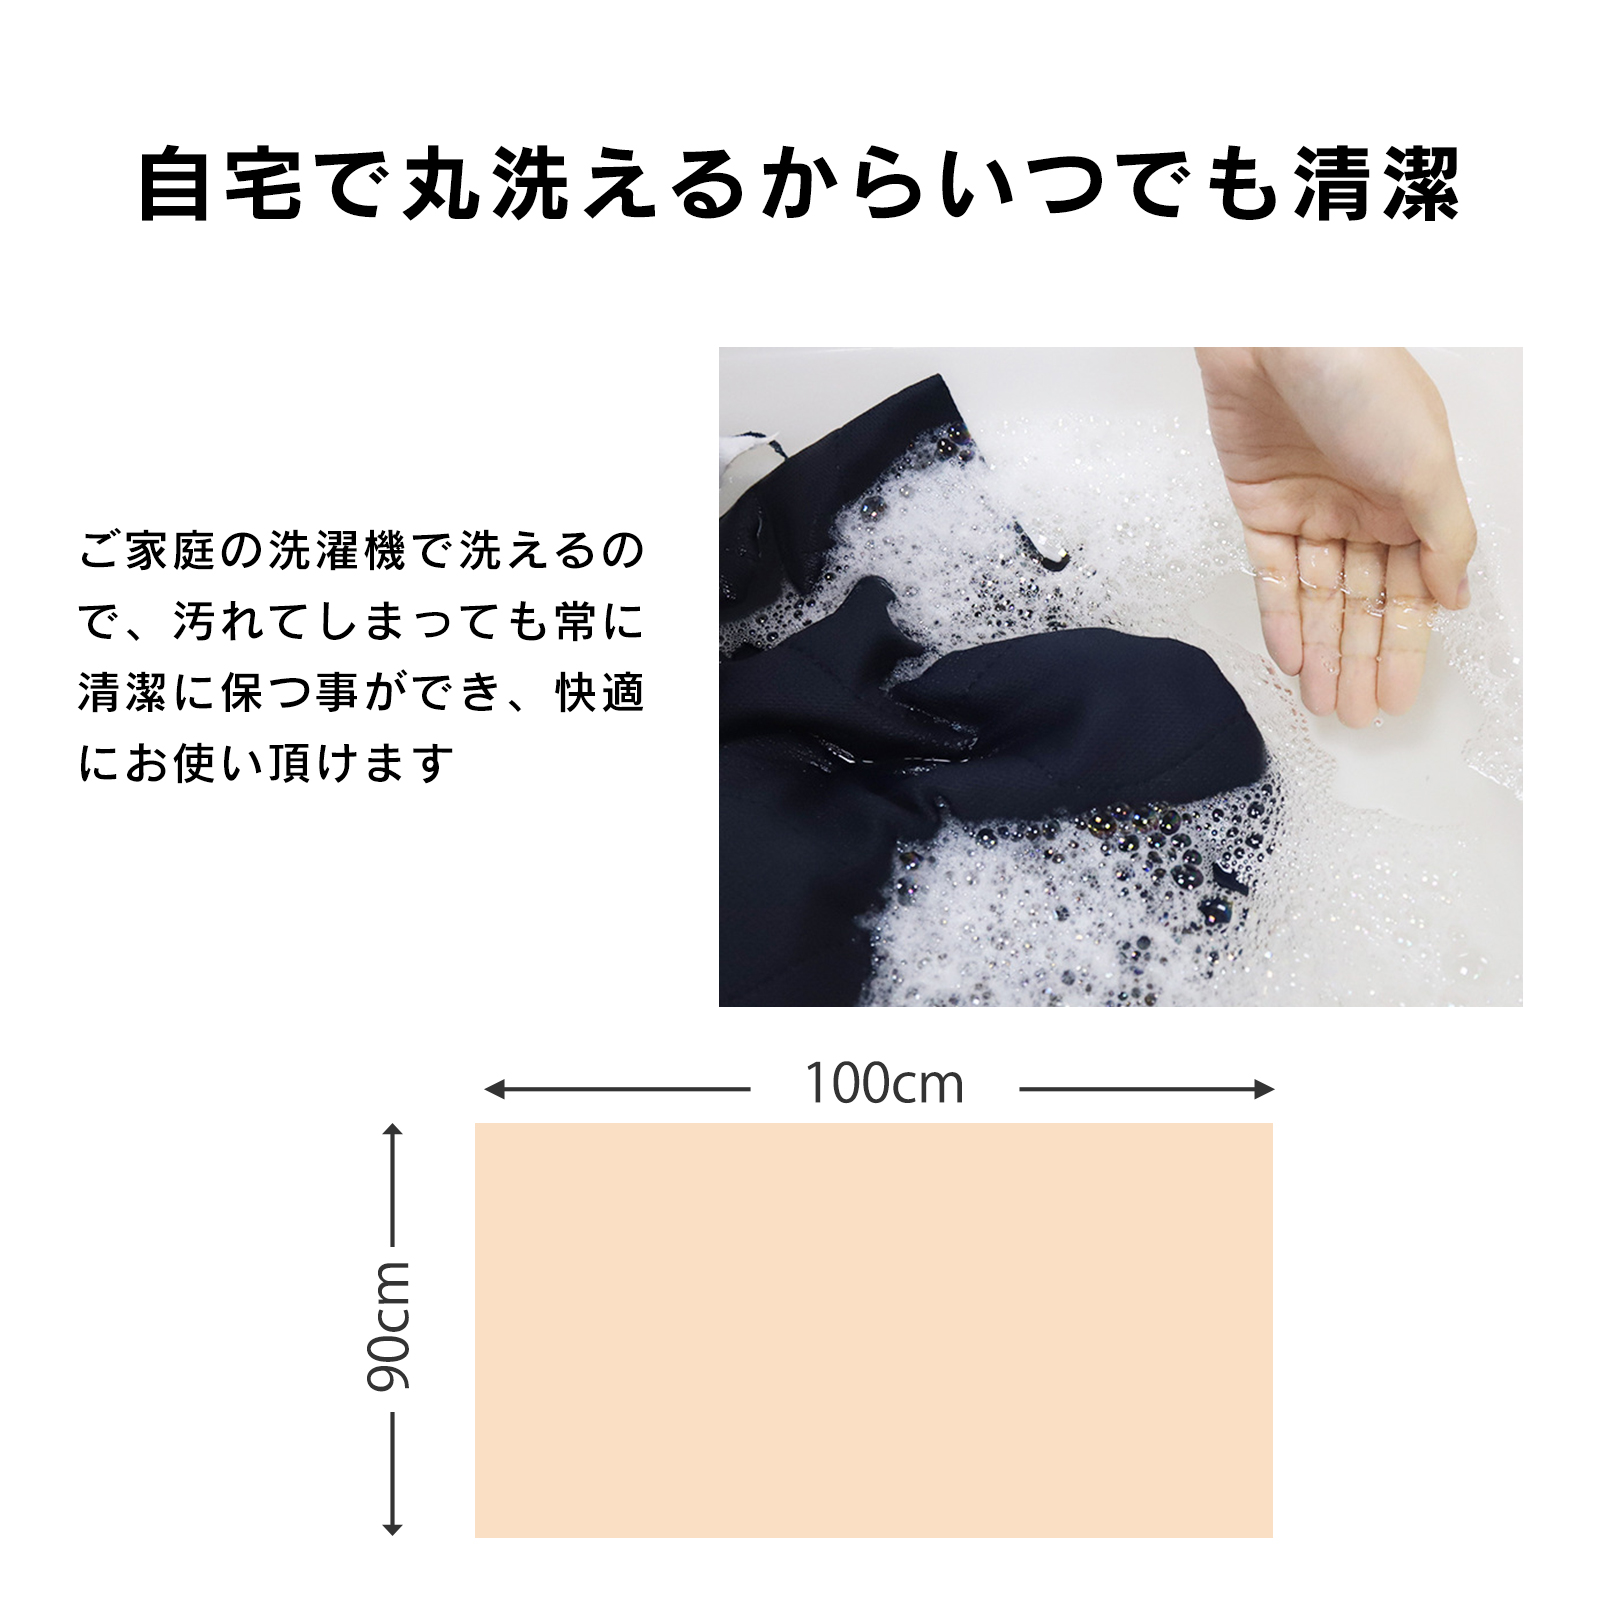 自宅で丸洗えるからいつでも清潔
ご家庭の洗濯機で洗えるの
で、汚れてしまっても常に
清潔に保つ事ができ、快適
にお使い頂けます
100cm
90cm